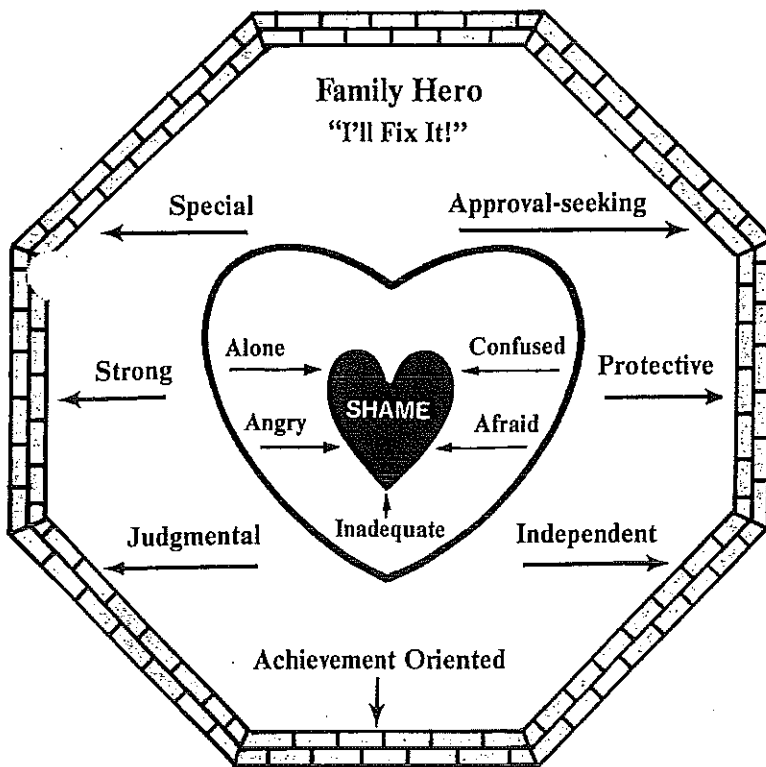 Family Hero
“I’ll Fix It!”
Special
Approval-seeking
Alone
Confused
Strong
Protective
SHAME
Angry
Afraid
Inadequate
Judgmental
Independent
Achievement Oriented